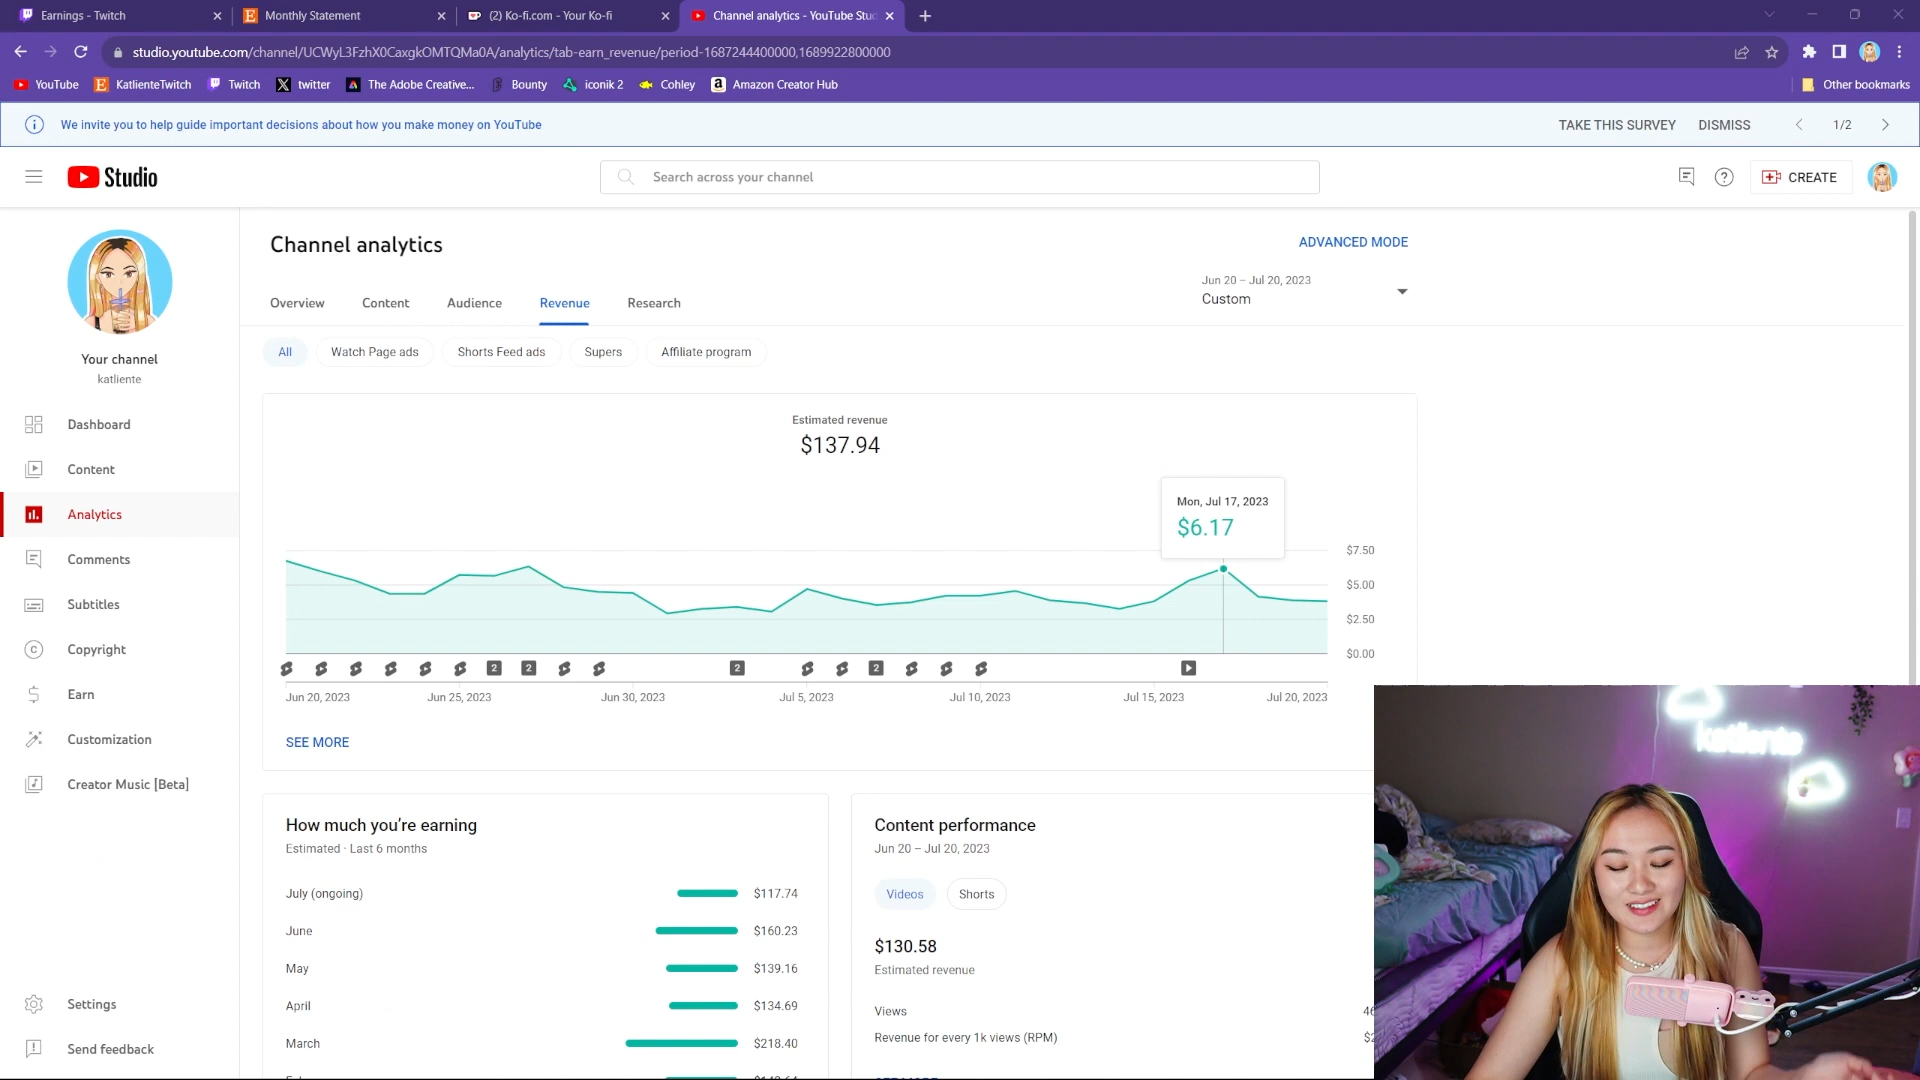 Earnings - Twitch
Monthly Statement
(2) Ko-fi.com - Your Ko-fi
Channel analytics - YouTube Stud
studio.youtube.com/channel/UCWyL3FzhX0CaxgkOMTQMa0A/analytics/tab-earn_revenue/period-1687244400000,1689922800000
YouTube
KatlienteTwitch
Twitch
twitter
The Adobe Creative...
Bounty
iconik 2
Cohley
Amazon Creator Hub
Other bookmarks
We invite you to help guide important decisions about how you make money on YouTube
TAKE THIS SURVEY
DISMISS
1/2
Studio
Search across your channel
CREATE
Your channel
katliente
Dashboard
Content
Analytics
Comments
Subtitles
Copyright
Earn
Customization
Creator Music [Beta]
Settings
Send feedback
Channel analytics
ADVANCED MODE
Jun 20 – Jul 20, 2023
Custom
Overview
Content
Audience
Revenue
Research
All
Watch Page ads
Shorts Feed ads
Supers
Affiliate program
Estimated revenue
$137.94
Mon, Jul 17, 2023
$6.17
$7.50
$5.00
$2.50
$0.00
2
2
2
2
Jun 20, 2023
Jun 25, 2023
Jun 30, 2023
Jul 5, 2023
Jul 10, 2023
Jul 15, 2023
Jul 20, 2023
SEE MORE
How much you're earning
Estimated · Last 6 months
July (ongoing) $117.74
June $160.23
May $139.16
April $134.69
March $218.40
Content performance
Jun 20 – Jul 20, 2023
Videos
Shorts
$130.58
Estimated revenue
Views
Revenue for every 1k views (RPM)
katliente